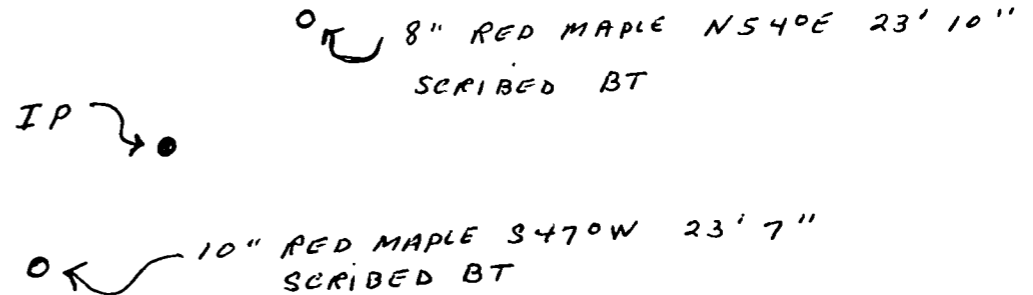 8" RED MAPLE N54°E 23' 10"
SCRIBED BT
IP
10" RED MAPLE S47°W 23' 7"
SCRIBED BT